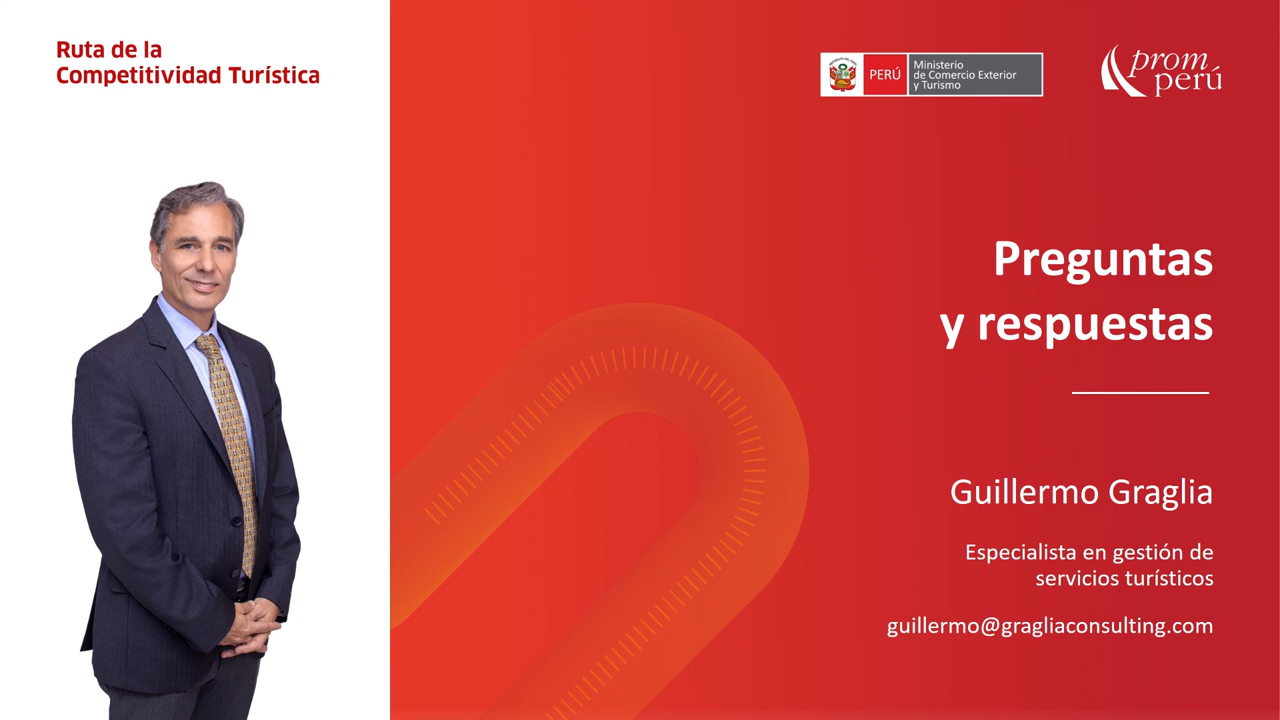 Ruta de la
Competitividad Turística
PERÚ
Ministerio
de Comercio Exterior
y Turismo
prom
perú
Preguntas
y respuestas
Guillermo Graglia
Especialista en gestión de
servicios turísticos
guillermo@gragliaconsulting.com